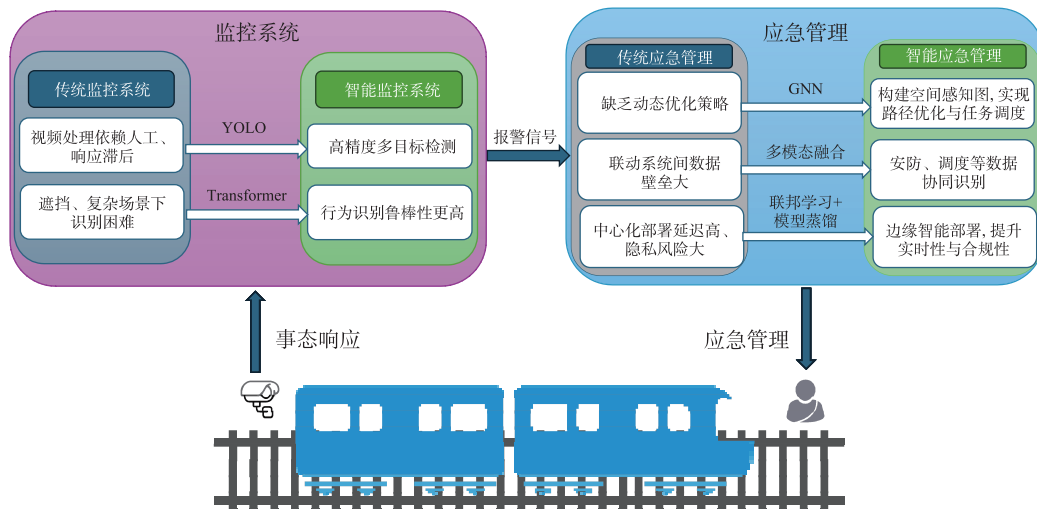 监控系统
传统监控系统
智能监控系统
视频处理依赖人工、
响应滞后
YOLO
高精度多目标检测
遮挡、复杂场景下
识别困难
Transformer
行为识别鲁棒性更高
报警信号
应急管理
传统应急管理
智能应急管理
缺乏动态优化策略
GNN
构建空间感知图,实现
路径优化与任务调度
联动系统间数据
壁垒大
多模态融合
安防、调度等数据
协同识别
中心化部署延迟高、
隐私风险大
联邦学习+
模型蒸馏
边缘智能部署,提升
实时性与合规性
事态响应
应急管理